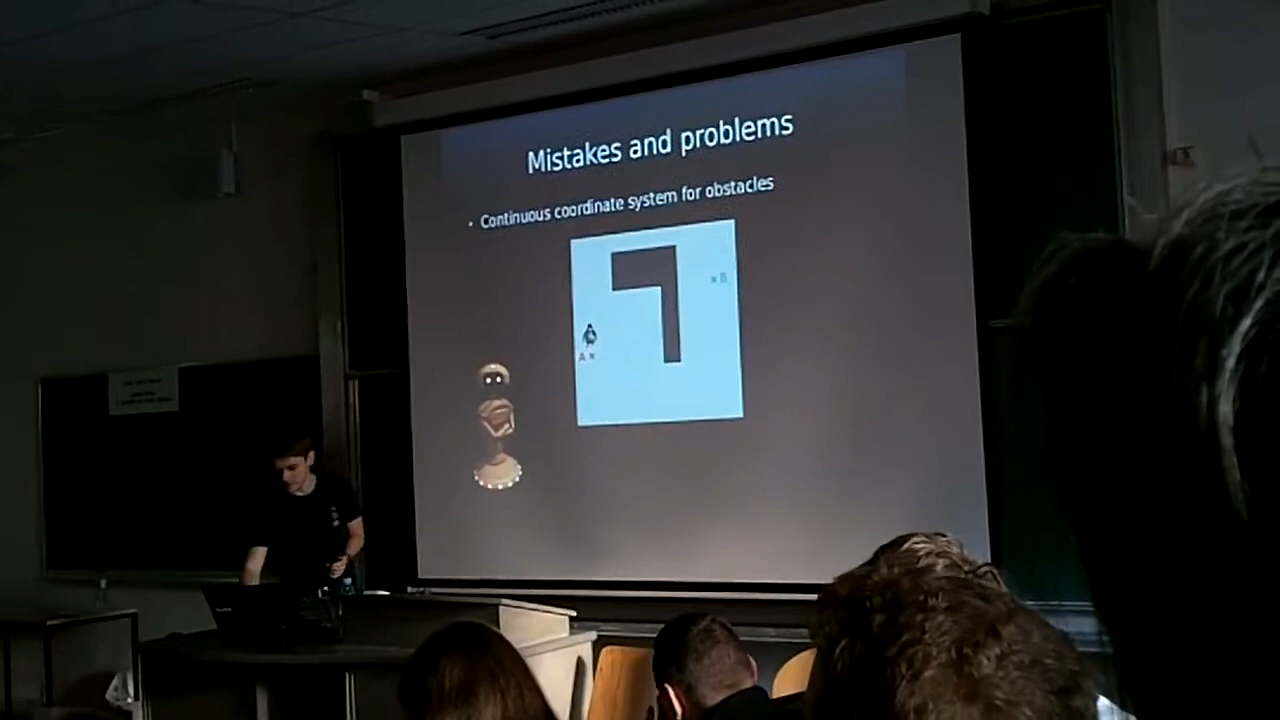 Mistakes and problems
• Continuous coordinate system for obstacles
× B
A ×